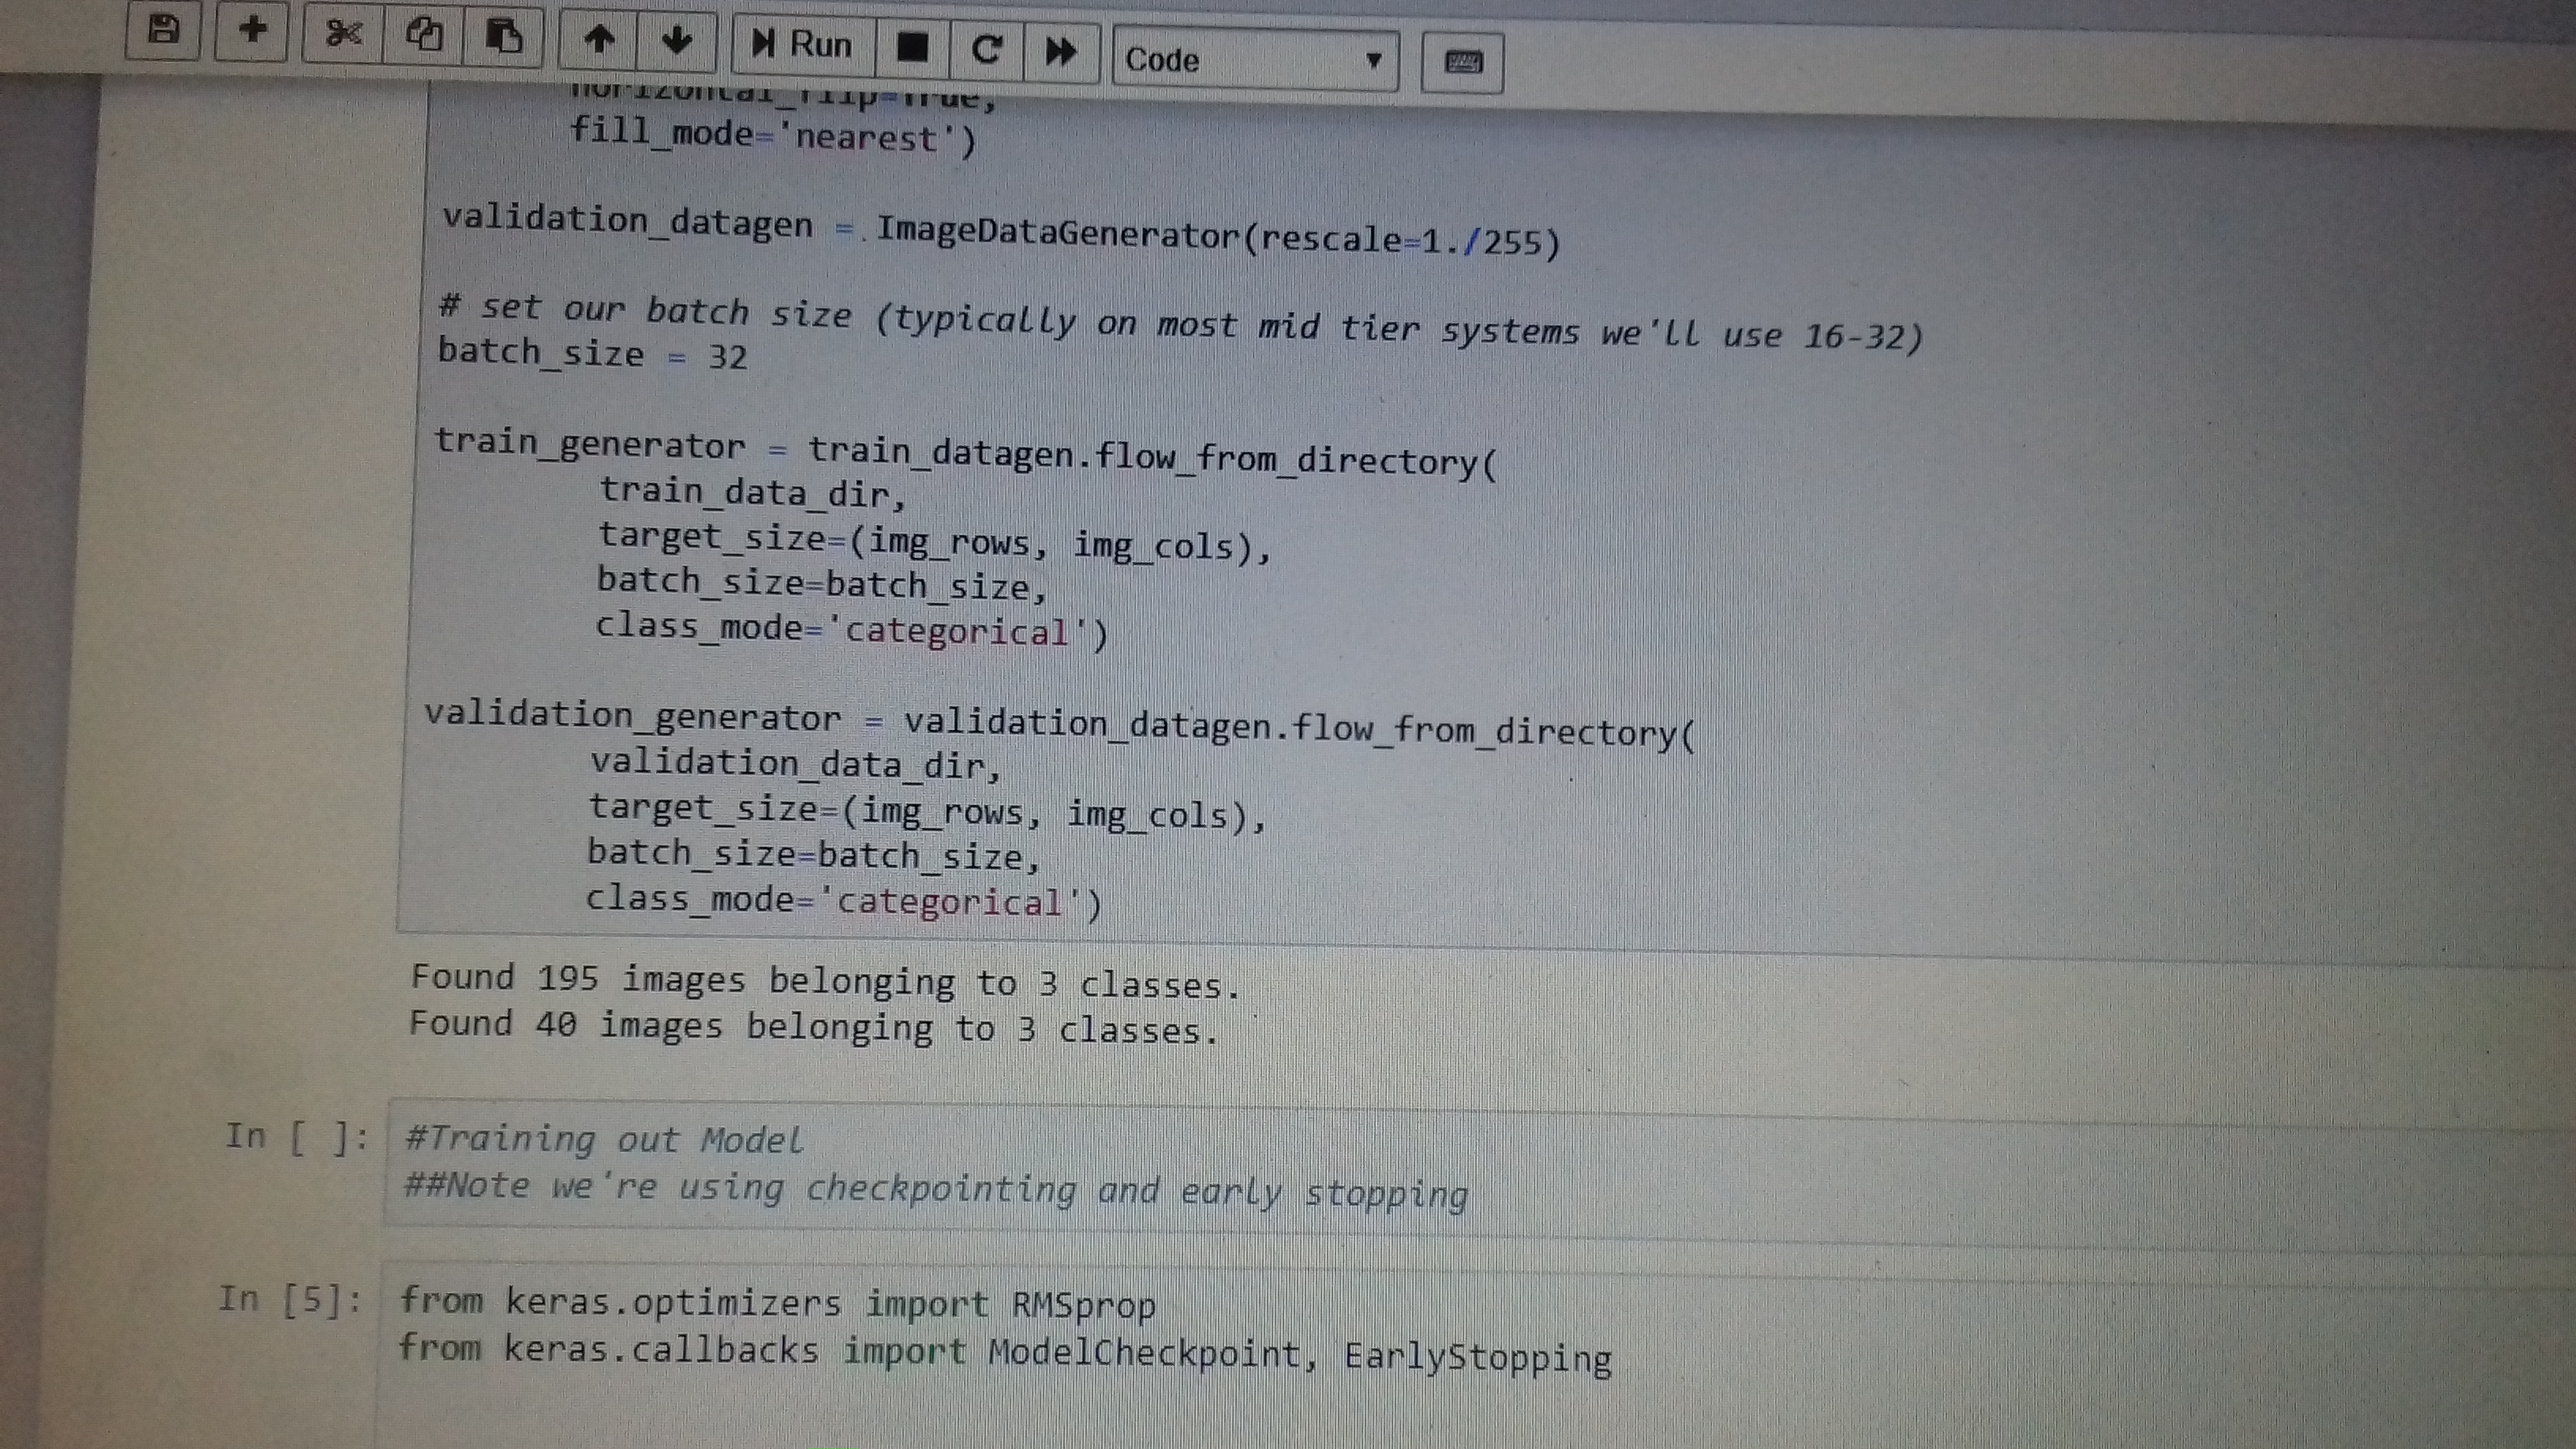 Run
Code
horizontal_flip=True,
fill_mode='nearest')
validation_datagen = ImageDataGenerator(rescale=1./255)
# set our batch size (typically on most mid tier systems we'll use 16-32)
batch_size = 32
train_generator = train_datagen.flow_from_directory(
train_data_dir,
target_size=(img_rows, img_cols),
batch_size=batch_size,
class_mode='categorical')
validation_generator = validation_datagen.flow_from_directory(
validation_data_dir,
target_size=(img_rows, img_cols),
batch_size=batch_size,
class_mode='categorical')
Found 195 images belonging to 3 classes.
Found 40 images belonging to 3 classes.
In [ ]: #Training out Model
##Note we're using checkpointing and early stopping
In [5]: from keras.optimizers import RMSprop
from keras.callbacks import ModelCheckpoint, EarlyStopping